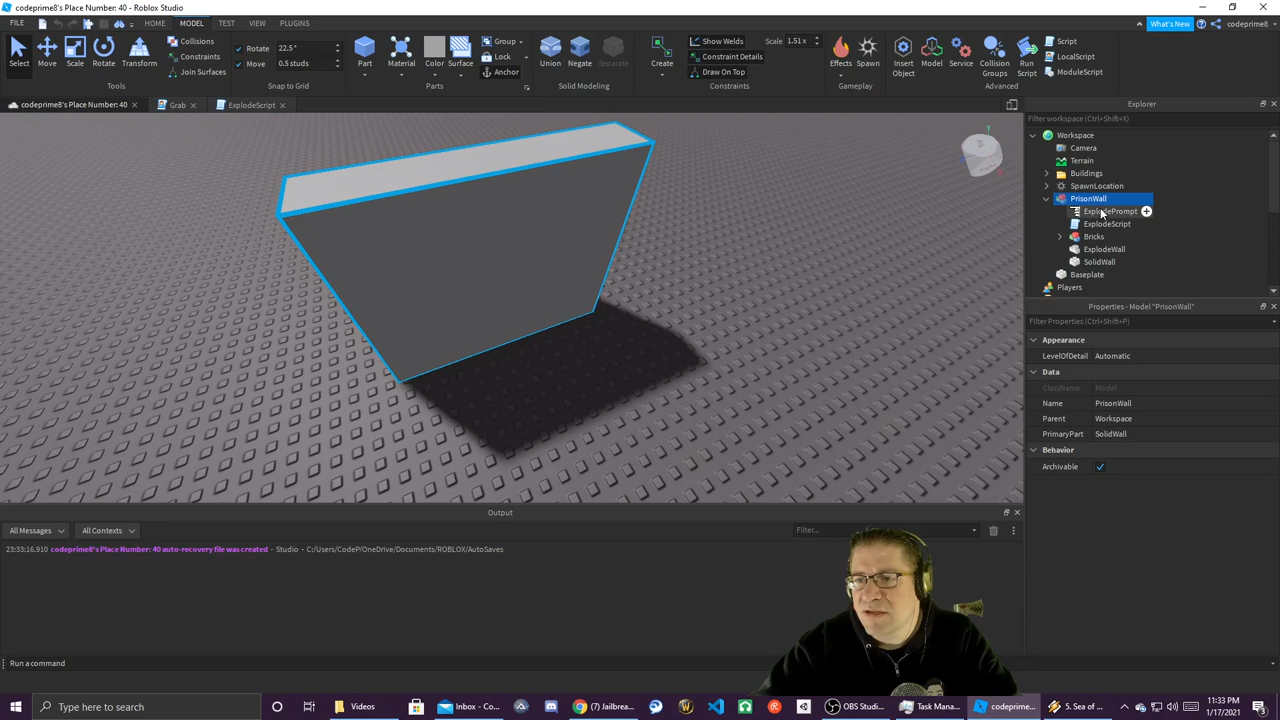 codeprime8's Place Number: 40 - Roblox Studio
FILE HOME MODEL TEST VIEW PLUGINS What's New codeprime8
Select Move Scale Rotate Transform
Collisions
Constraints
Join Surfaces
Tools
Rotate 22.5 °
Move 0.5 studs
Snap to Grid
Part Material Color Surface
Group
Lock
Anchor
Parts
Union Negate Separate
Solid Modeling
Create
Show Welds
Constraint Details
Draw On Top
Scale 1.51 x
Constraints
Effects Spawn
Gameplay
Insert Object
Model
Service
Collision Groups
Run Script
Script
LocalScript
ModuleScript
Advanced
codeprime8's Place Number: 40 Grab ExplodeScript
Explorer
Filter workspace (Ctrl+Shift+X)
Workspace
Camera
Terrain
Buildings
SpawnLocation
PrisonWall
ExplodePrompt
ExplodeScript
Bricks
ExplodeWall
SolidWall
Baseplate
Players
Properties - Model "PrisonWall"
Filter Properties (Ctrl+Shift+P)
Appearance
LevelOfDetail Automatic
Data
ClassName Model
Name PrisonWall
Parent Workspace
PrimaryPart SolidWall
Behavior
Archivable
Output
All Messages All Contexts Filter...
23:33:16.910 codeprime8's Place Number: 40 auto-recovery file was created - Studio - C:/Users/CodeP/OneDrive/Documents/ROBLOX/AutoSaves
Run a command
Type here to search
Videos
Inbox - Co...
(7) Jailbrea...
OBS Studi...
Task Mana...
codeprime...
5. Sea of ...
11:33 PM
1/17/2021